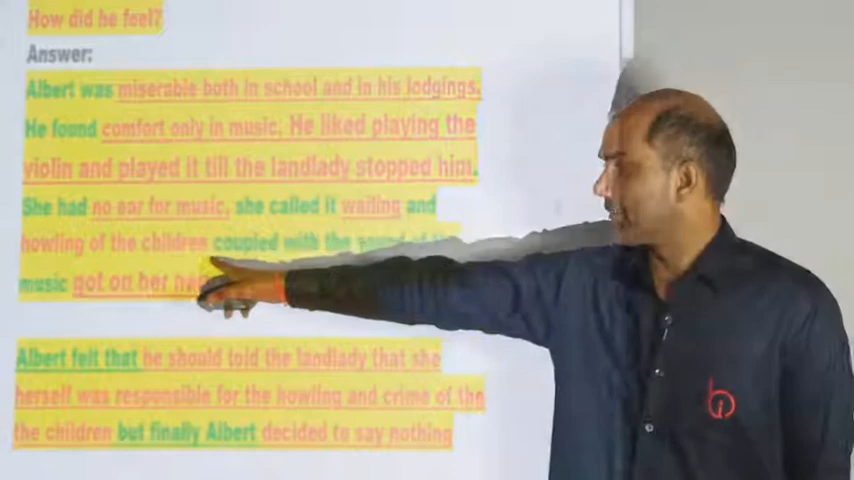 How did he feel?
Answer:
Albert was miserable both in school and in his lodgings.
He found comfort only in music. He liked playing the
violin and played it till the landlady stopped him.
She had no ear for music, she called it wailing and
howling of the children coupled with the sound of
music got on her
Albert felt that he should told the landlady that she
herself was responsible for the howling and crime of the
the children but finally Albert decided to say nothing